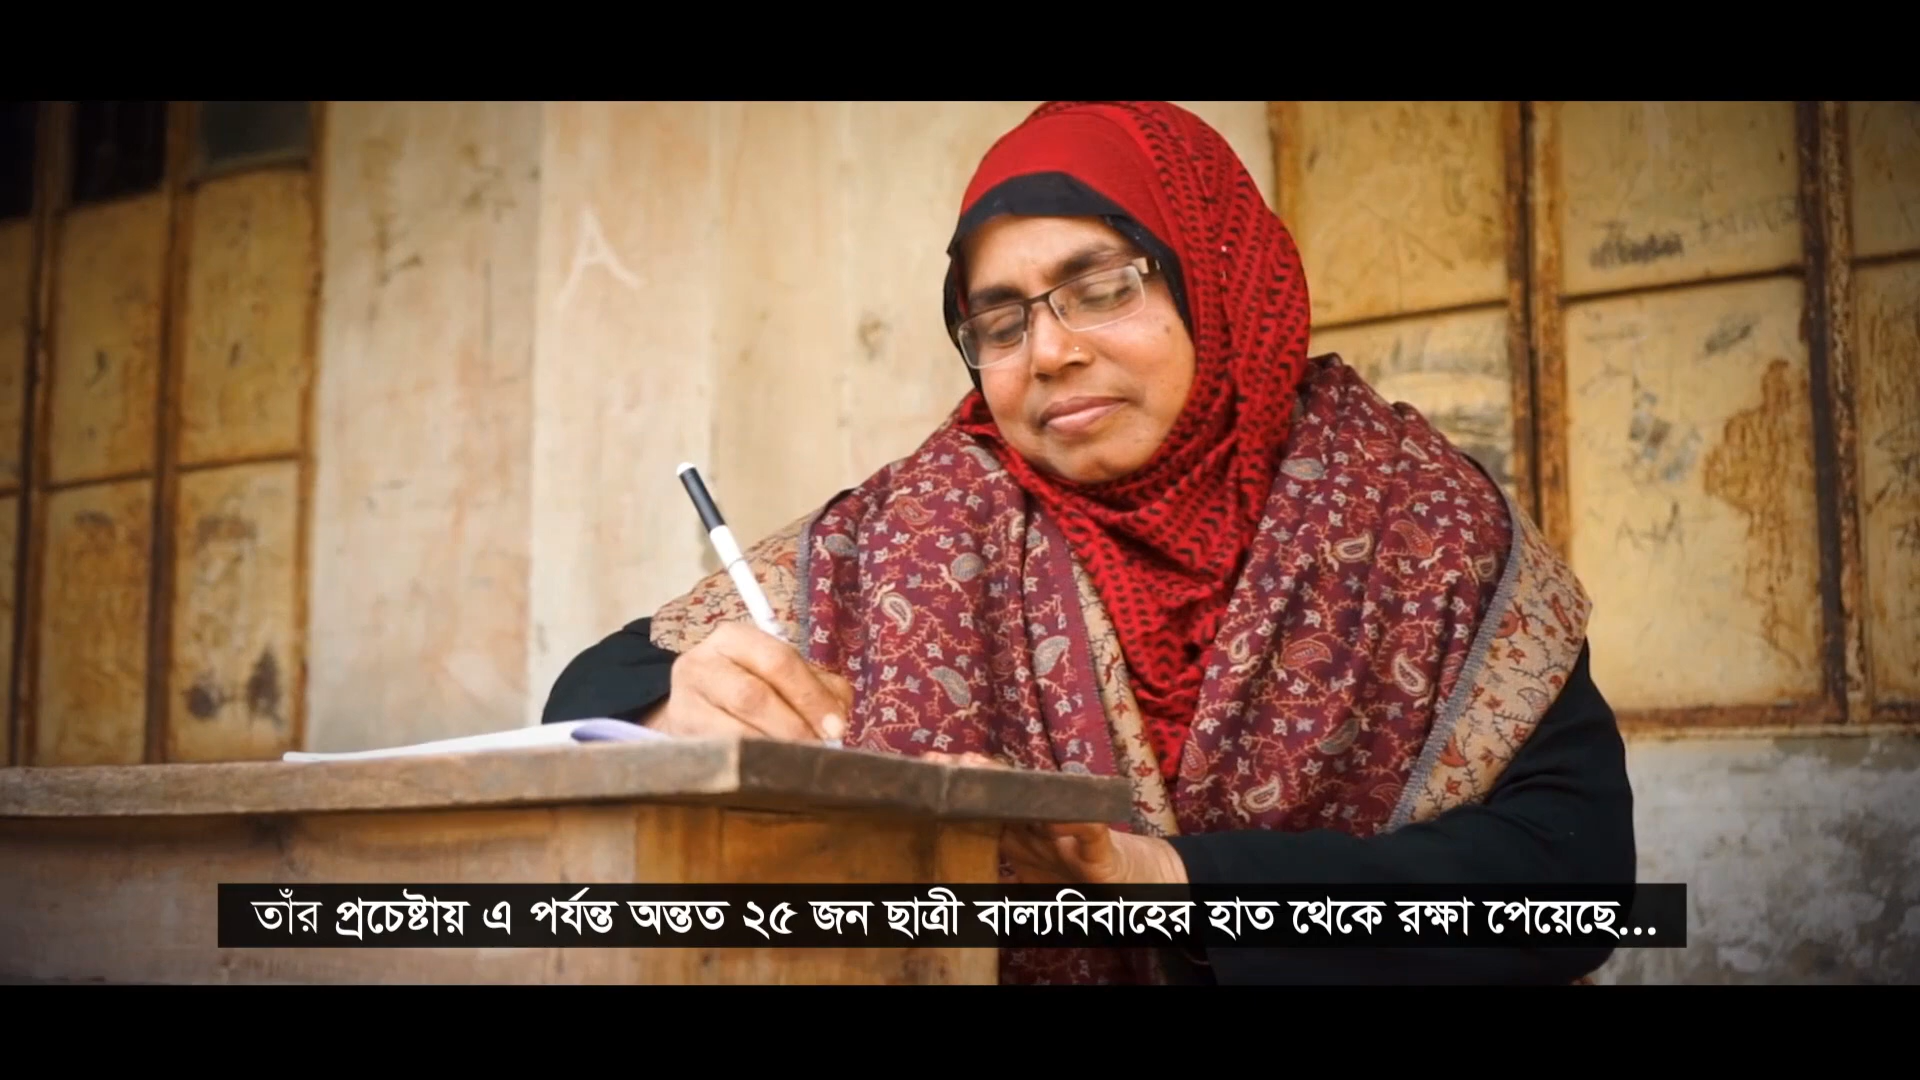 A
তাঁর প্রচেষ্টায় এ পর্যন্ত অন্তত ২৫ জন ছাত্রী বাল্যবিবাহের হাত থেকে রক্ষা পেয়েছে...